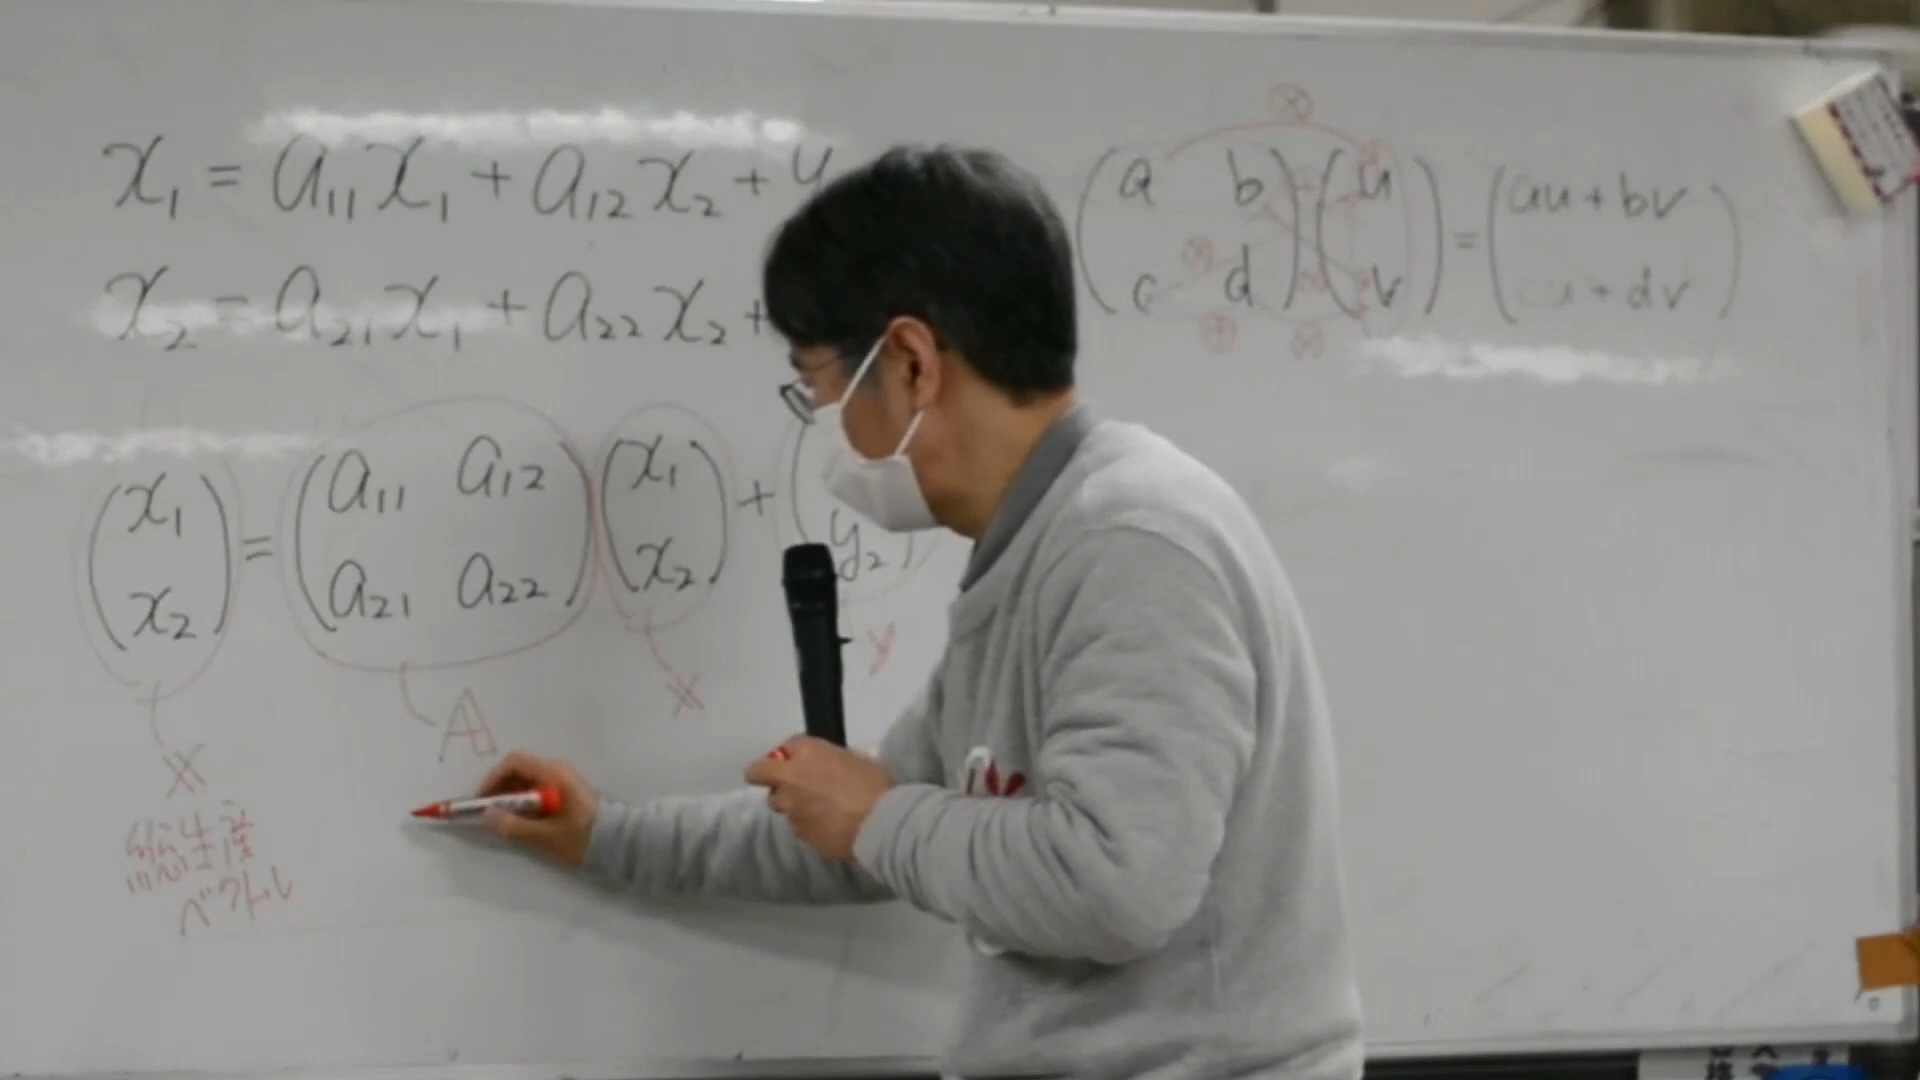 x₁ = a₁₁x₁ + a₁₂x₂ + y
x₂ = a₂₁x₁ + a₂₂x₂ +
(x₁ x₂) = (a₁₁ a₁₂
a₂₁ a₂₂)(x₁ x₂) + ( y₂)
𝕏
A
𝕏
y
総生産
ベクトル
(a b
c d)(u v) = (au + bv
cu + dv)